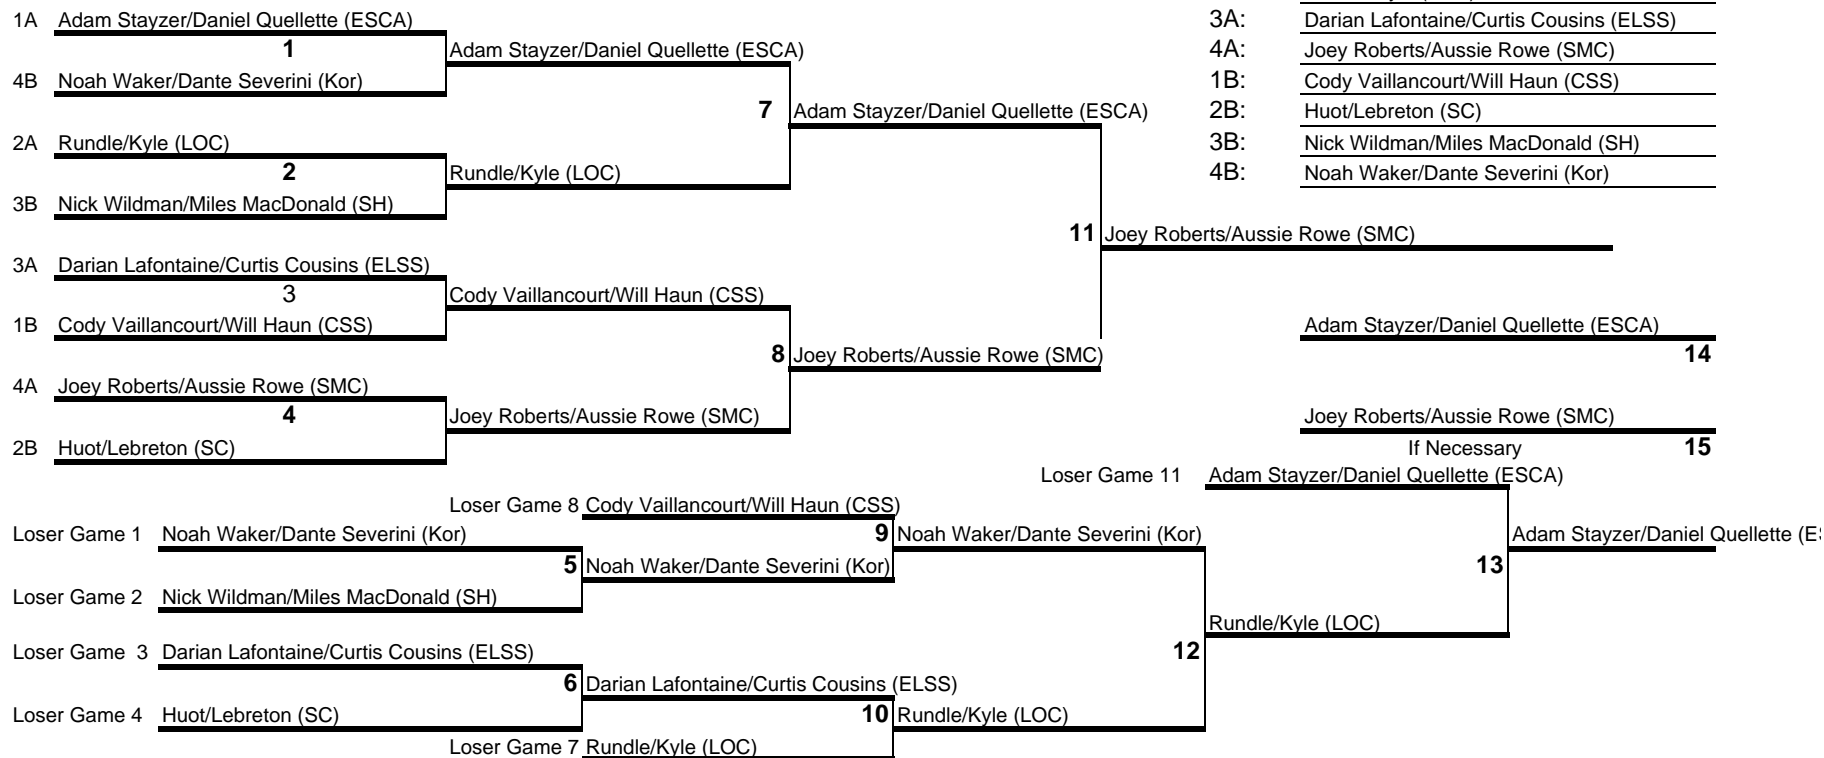 1A Adam Stayzer/Daniel Quellette (ESCA)
1
Adam Stayzer/Daniel Quellette (ESCA)
4B Noah Waker/Dante Severini (Kor)
7 Adam Stayzer/Daniel Quellette (ESCA)
2A Rundle/Kyle (LOC)
2
Rundle/Kyle (LOC)
3B Nick Wildman/Miles MacDonald (SH)
11 Joey Roberts/Aussie Rowe (SMC)
3A Darian Lafontaine/Curtis Cousins (ELSS)
3
Cody Vaillancourt/Will Haun (CSS)
1B Cody Vaillancourt/Will Haun (CSS)
8 Joey Roberts/Aussie Rowe (SMC)
4A Joey Roberts/Aussie Rowe (SMC)
4
Joey Roberts/Aussie Rowe (SMC)
2B Huot/Lebreton (SC)
3A: Darian Lafontaine/Curtis Cousins (ELSS)
4A: Joey Roberts/Aussie Rowe (SMC)
1B: Cody Vaillancourt/Will Haun (CSS)
2B: Huot/Lebreton (SC)
3B: Nick Wildman/Miles MacDonald (SH)
4B: Noah Waker/Dante Severini (Kor)
Adam Stayzer/Daniel Quellette (ESCA)
14
Joey Roberts/Aussie Rowe (SMC)
If Necessary 15
Loser Game 11 Adam Stayzer/Daniel Quellette (ESCA)
Loser Game 8 Cody Vaillancourt/Will Haun (CSS)
Loser Game 1 Noah Waker/Dante Severini (Kor)
9 Noah Waker/Dante Severini (Kor)
Adam Stayzer/Daniel Quellette (ES
5 Noah Waker/Dante Severini (Kor)
13
Loser Game 2 Nick Wildman/Miles MacDonald (SH)
Rundle/Kyle (LOC)
Loser Game 3 Darian Lafontaine/Curtis Cousins (ELSS)
12
6 Darian Lafontaine/Curtis Cousins (ELSS)
Loser Game 4 Huot/Lebreton (SC)
10 Rundle/Kyle (LOC)
Loser Game 7 Rundle/Kyle (LOC)